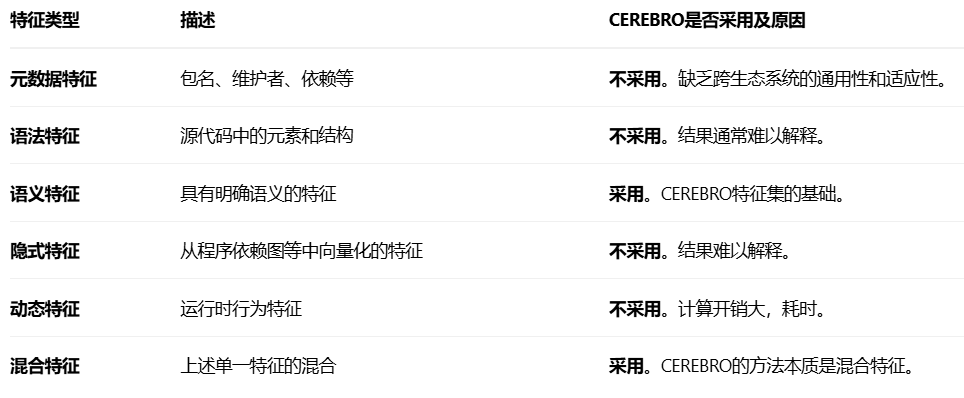 特征类型 描述 CEREBRO是否采用及原因
元数据特征 包名、维护者、依赖等 不采用。缺乏跨生态系统的通用性和适应性。
语法特征 源代码中的元素和结构 不采用。结果通常难以解释。
语义特征 具有明确语义的特征 采用。CEREBRO特征集的基础。
隐式特征 从程序依赖图等中向量化的特征 不采用。结果难以解释。
动态特征 运行时行为特征 不采用。计算开销大，耗时。
混合特征 上述单一特征的混合 采用。CEREBRO的方法本质是混合特征。